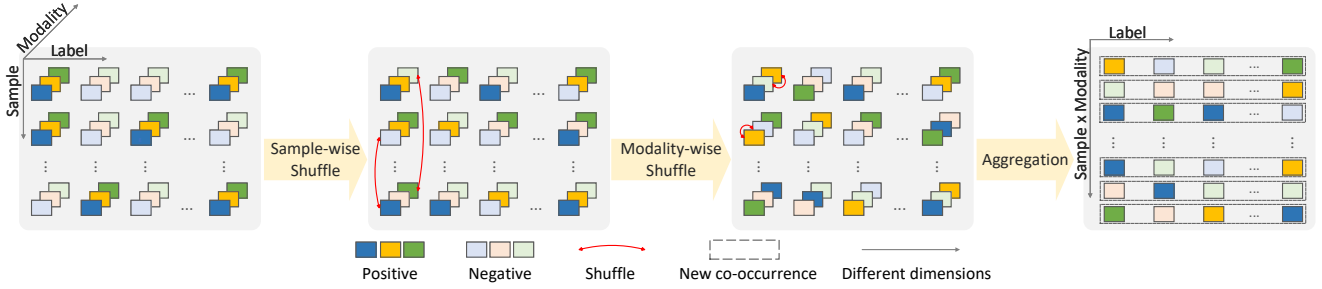 Modality
Label
Sample
...
...
...
Sample-wise
Shuffle
...
...
...
Modality-wise
Shuffle
...
...
...
Aggregation
Label
Sample x Modality
...
...
...
...
...
...
Positive
Negative
Shuffle
New co-occurrence
Different dimensions